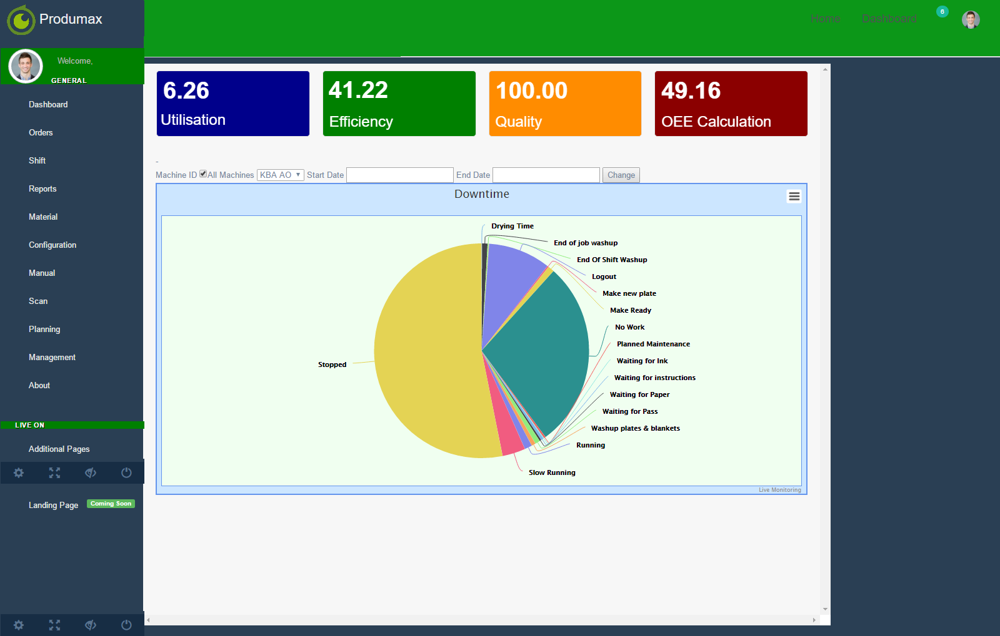 Produmax
Home Dashboard 6
Welcome,
GENERAL
Dashboard
Orders
Shift
Reports
Material
Configuration
Manual
Scan
Planning
Management
About
LIVE ON
Additional Pages
Landing Page Coming Soon
6.26
Utilisation
41.22
Efficiency
100.00
Quality
49.16
OEE Calculation
-
Machine ID All Machines KBA AO Start Date End Date Change
Downtime
Drying Time
End of job washup
End Of Shift Washup
Logout
Make new plate
Make Ready
No Work
Planned Maintenance
Waiting for Ink
Waiting for instructions
Waiting for Paper
Waiting for Pass
Washup plates & blankets
Running
Slow Running
Stopped
Live Monitoring